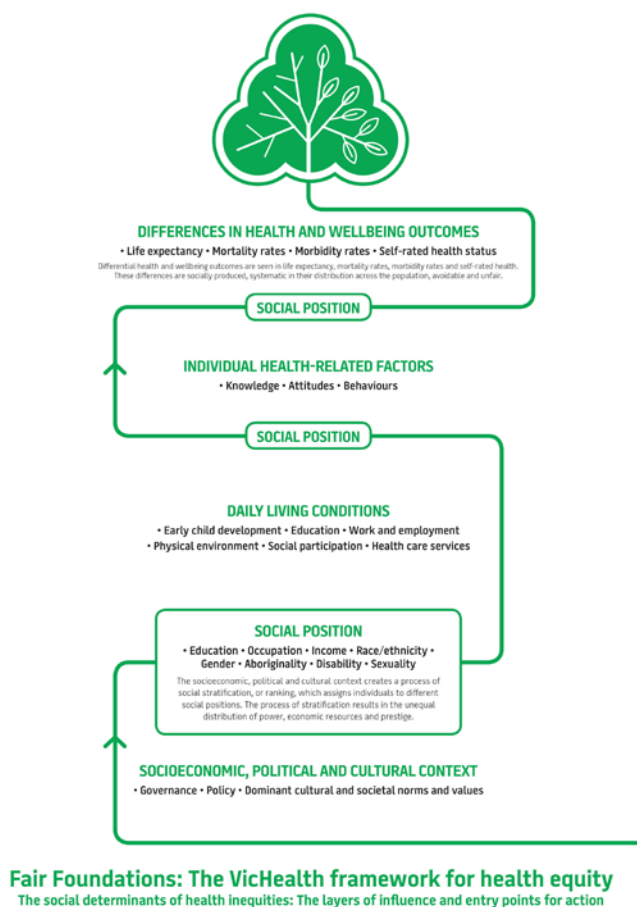 DIFFERENCES IN HEALTH AND WELLBEING OUTCOMES
• Life expectancy • Mortality rates • Morbidity rates • Self-rated health status
Differential health and wellbeing outcomes are seen in life expectancy, mortality rates, morbidity rates and self-rated health.
These differences are socially produced, systematic in their distribution across the population, avoidable and unfair.
SOCIAL POSITION
INDIVIDUAL HEALTH-RELATED FACTORS
• Knowledge • Attitudes • Behaviours
SOCIAL POSITION
DAILY LIVING CONDITIONS
• Early child development • Education • Work and employment
• Physical environment • Social participation • Health care services
SOCIAL POSITION
• Education • Occupation • Income • Race/ethnicity •
Gender • Aboriginality • Disability • Sexuality
The socioeconomic, political and cultural context creates a process of
social stratification, or ranking, which assigns individuals to different
social positions. The process of stratification results in the unequal
distribution of power, economic resources and prestige.
SOCIOECONOMIC, POLITICAL AND CULTURAL CONTEXT
• Governance • Policy • Dominant cultural and societal norms and values
Fair Foundations: The VicHealth framework for health equity
The social determinants of health inequities: The layers of influence and entry points for action